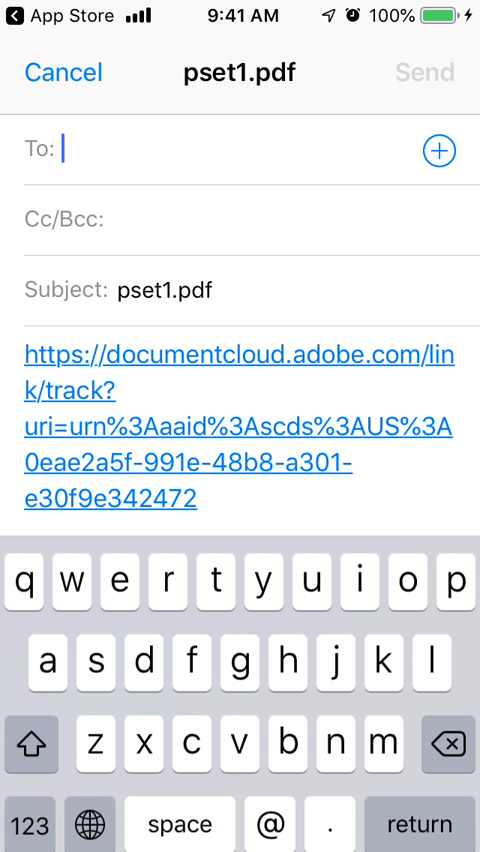 App Store 9:41 AM 100%
Cancel pset1.pdf Send
To:
Cc/Bcc:
Subject: pset1.pdf
https://documentcloud.adobe.com/lin
k/track?
uri=urn%3Aaaid%3Ascds%3AUS%3A
0eae2a5f-991e-48b8-a301-
e30f9e342472
q w e r t y u i o p
a s d f g h j k l
z x c v b n m
123 space @ . return